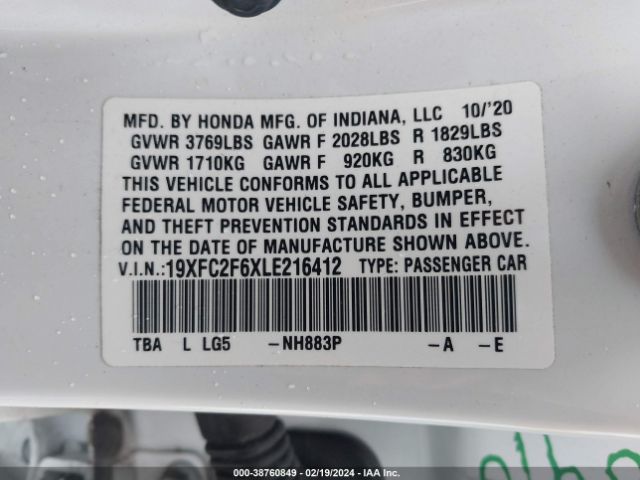 MFD. BY HONDA MFG. OF INDIANA, LLC 10/'20
GVWR 3769LBS GAWR F 2028LBS R 1829LBS
GVWR 1710KG GAWR F 920KG R 830KG
THIS VEHICLE CONFORMS TO ALL APPLICABLE
FEDERAL MOTOR VEHICLE SAFETY, BUMPER,
AND THEFT PREVENTION STANDARDS IN EFFECT
ON THE DATE OF MANUFACTURE SHOWN ABOVE.
V.I.N.:19XFC2F6XLE216412 TYPE: PASSENGER CAR
TBA L LG5 -NH883P -A -E
000-38760849 - 02/19/2024 - IAA Inc.